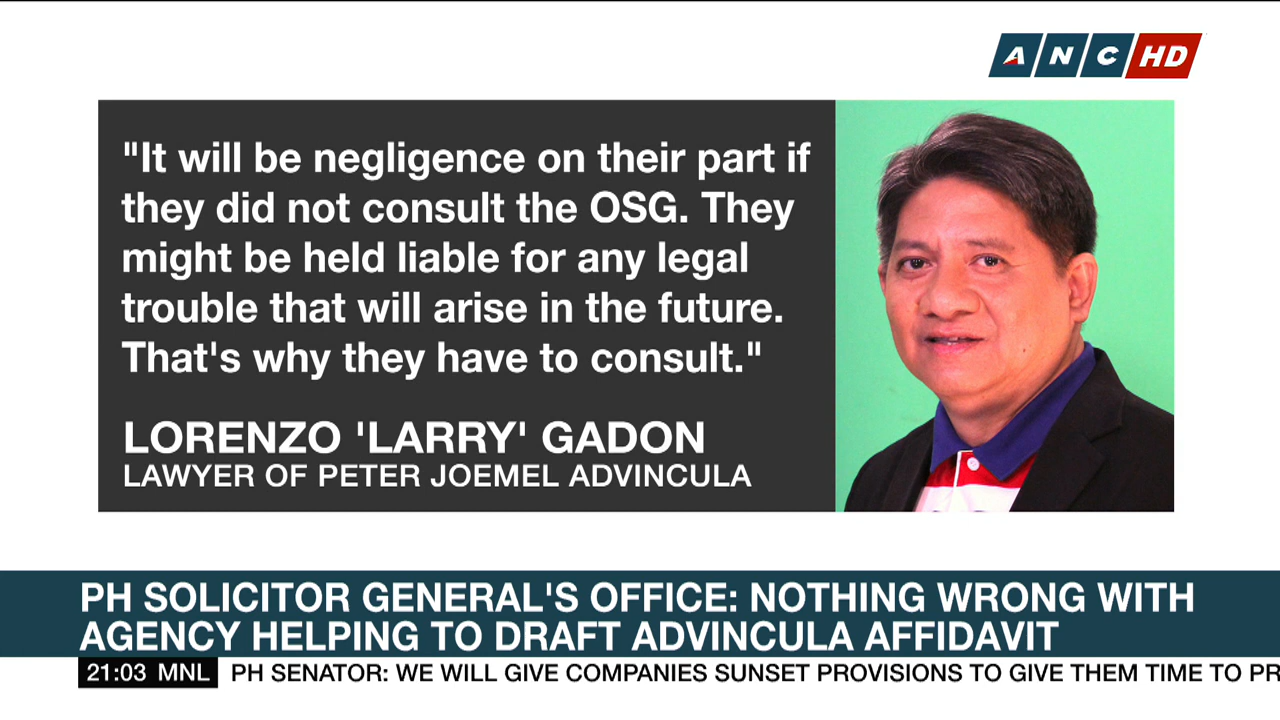 ANC HD
"It will be negligence on their part if
they did not consult the OSG. They
might be held liable for any legal
trouble that will arise in the future.
That's why they have to consult."
LORENZO 'LARRY' GADON
LAWYER OF PETER JOEMEL ADVINCULA
PH SOLICITOR GENERAL'S OFFICE: NOTHING WRONG WITH
AGENCY HELPING TO DRAFT ADVINCULA AFFIDAVIT
21:03 MNL PH SENATOR: WE WILL GIVE COMPANIES SUNSET PROVISIONS TO GIVE THEM TIME TO PR